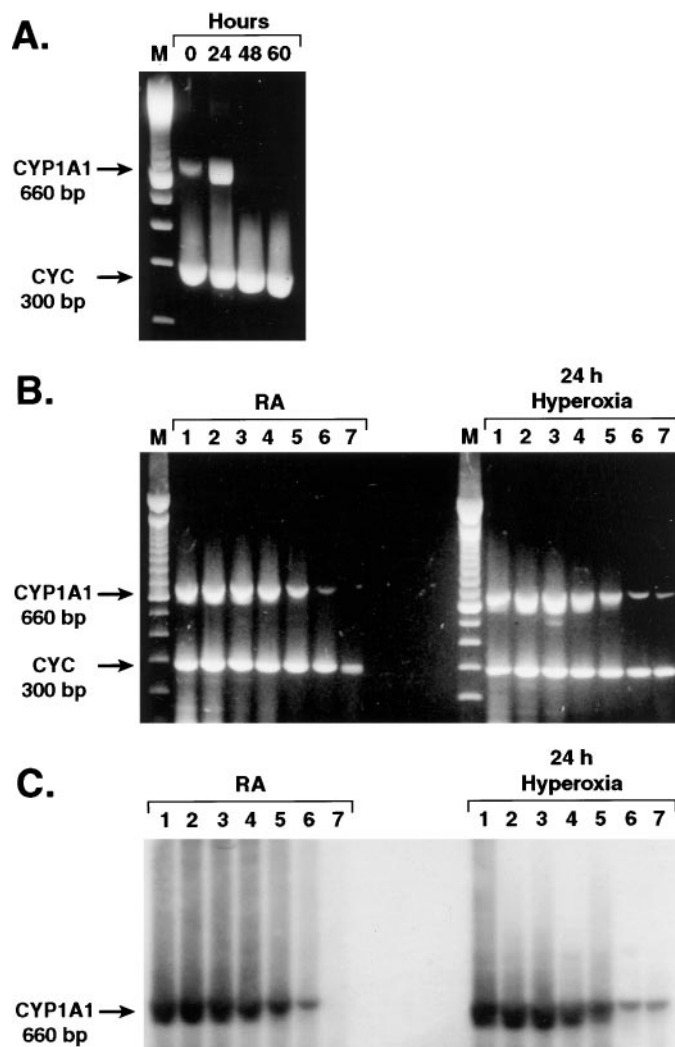 A.
Hours
M 0 24 48 60
CYP1A1
660 bp
CYC
300 bp
B.
RA
24 h
Hyperoxia
M 1 2 3 4 5 6 7
M 1 2 3 4 5 6 7
CYP1A1
660 bp
CYC
300 bp
C.
RA
24 h
Hyperoxia
1 2 3 4 5 6 7
1 2 3 4 5 6 7
CYP1A1
660 bp